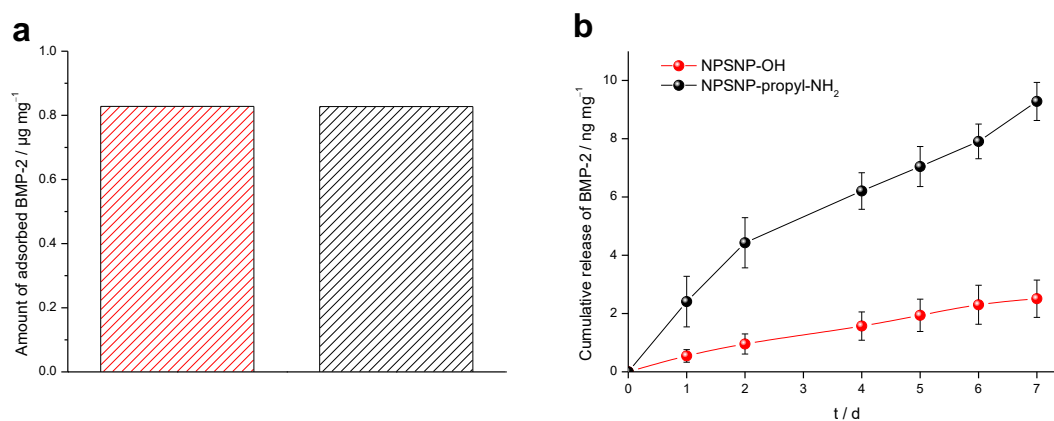 a
1.0
0.8
0.6
0.4
0.2
0.0
Amount of adsorbed BMP-2 / µg mg⁻¹
b
NPSNP-OH
NPSNP-propyl-NH₂
10
8
6
4
2
0
Cumulative release of BMP-2 / ng mg⁻¹
0 1 2 3 4 5 6 7
t / d